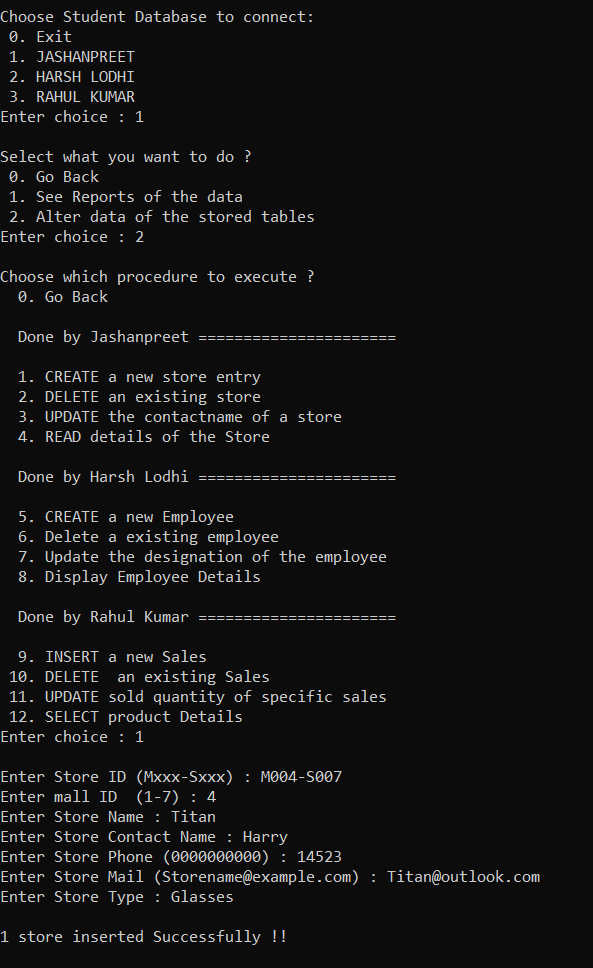 Choose Student Database to connect:
 0. Exit
 1. JASHANPREET
 2. HARSH LODHI
 3. RAHUL KUMAR
Enter choice : 1

Select what you want to do ?
 0. Go Back
 1. See Reports of the data
 2. Alter data of the stored tables
Enter choice : 2

Choose which procedure to execute ?
  0. Go Back

  Done by Jashanpreet ======================

  1. CREATE a new store entry
  2. DELETE an existing store
  3. UPDATE the contactname of a store
  4. READ details of the Store

  Done by Harsh Lodhi ======================

  5. CREATE a new Employee
  6. Delete a existing employee
  7. Update the designation of the employee
  8. Display Employee Details

  Done by Rahul Kumar ======================

  9. INSERT a new Sales
 10. DELETE  an existing Sales
 11. UPDATE sold quantity of specific sales
 12. SELECT product Details
Enter choice : 1

Enter Store ID (Mxxx-Sxxx) : M004-S007
Enter mall ID  (1-7) : 4
Enter Store Name : Titan
Enter Store Contact Name : Harry
Enter Store Phone (0000000000) : 14523
Enter Store Mail (Storename@example.com) : Titan@outlook.com
Enter Store Type : Glasses

1 store inserted Successfully !!